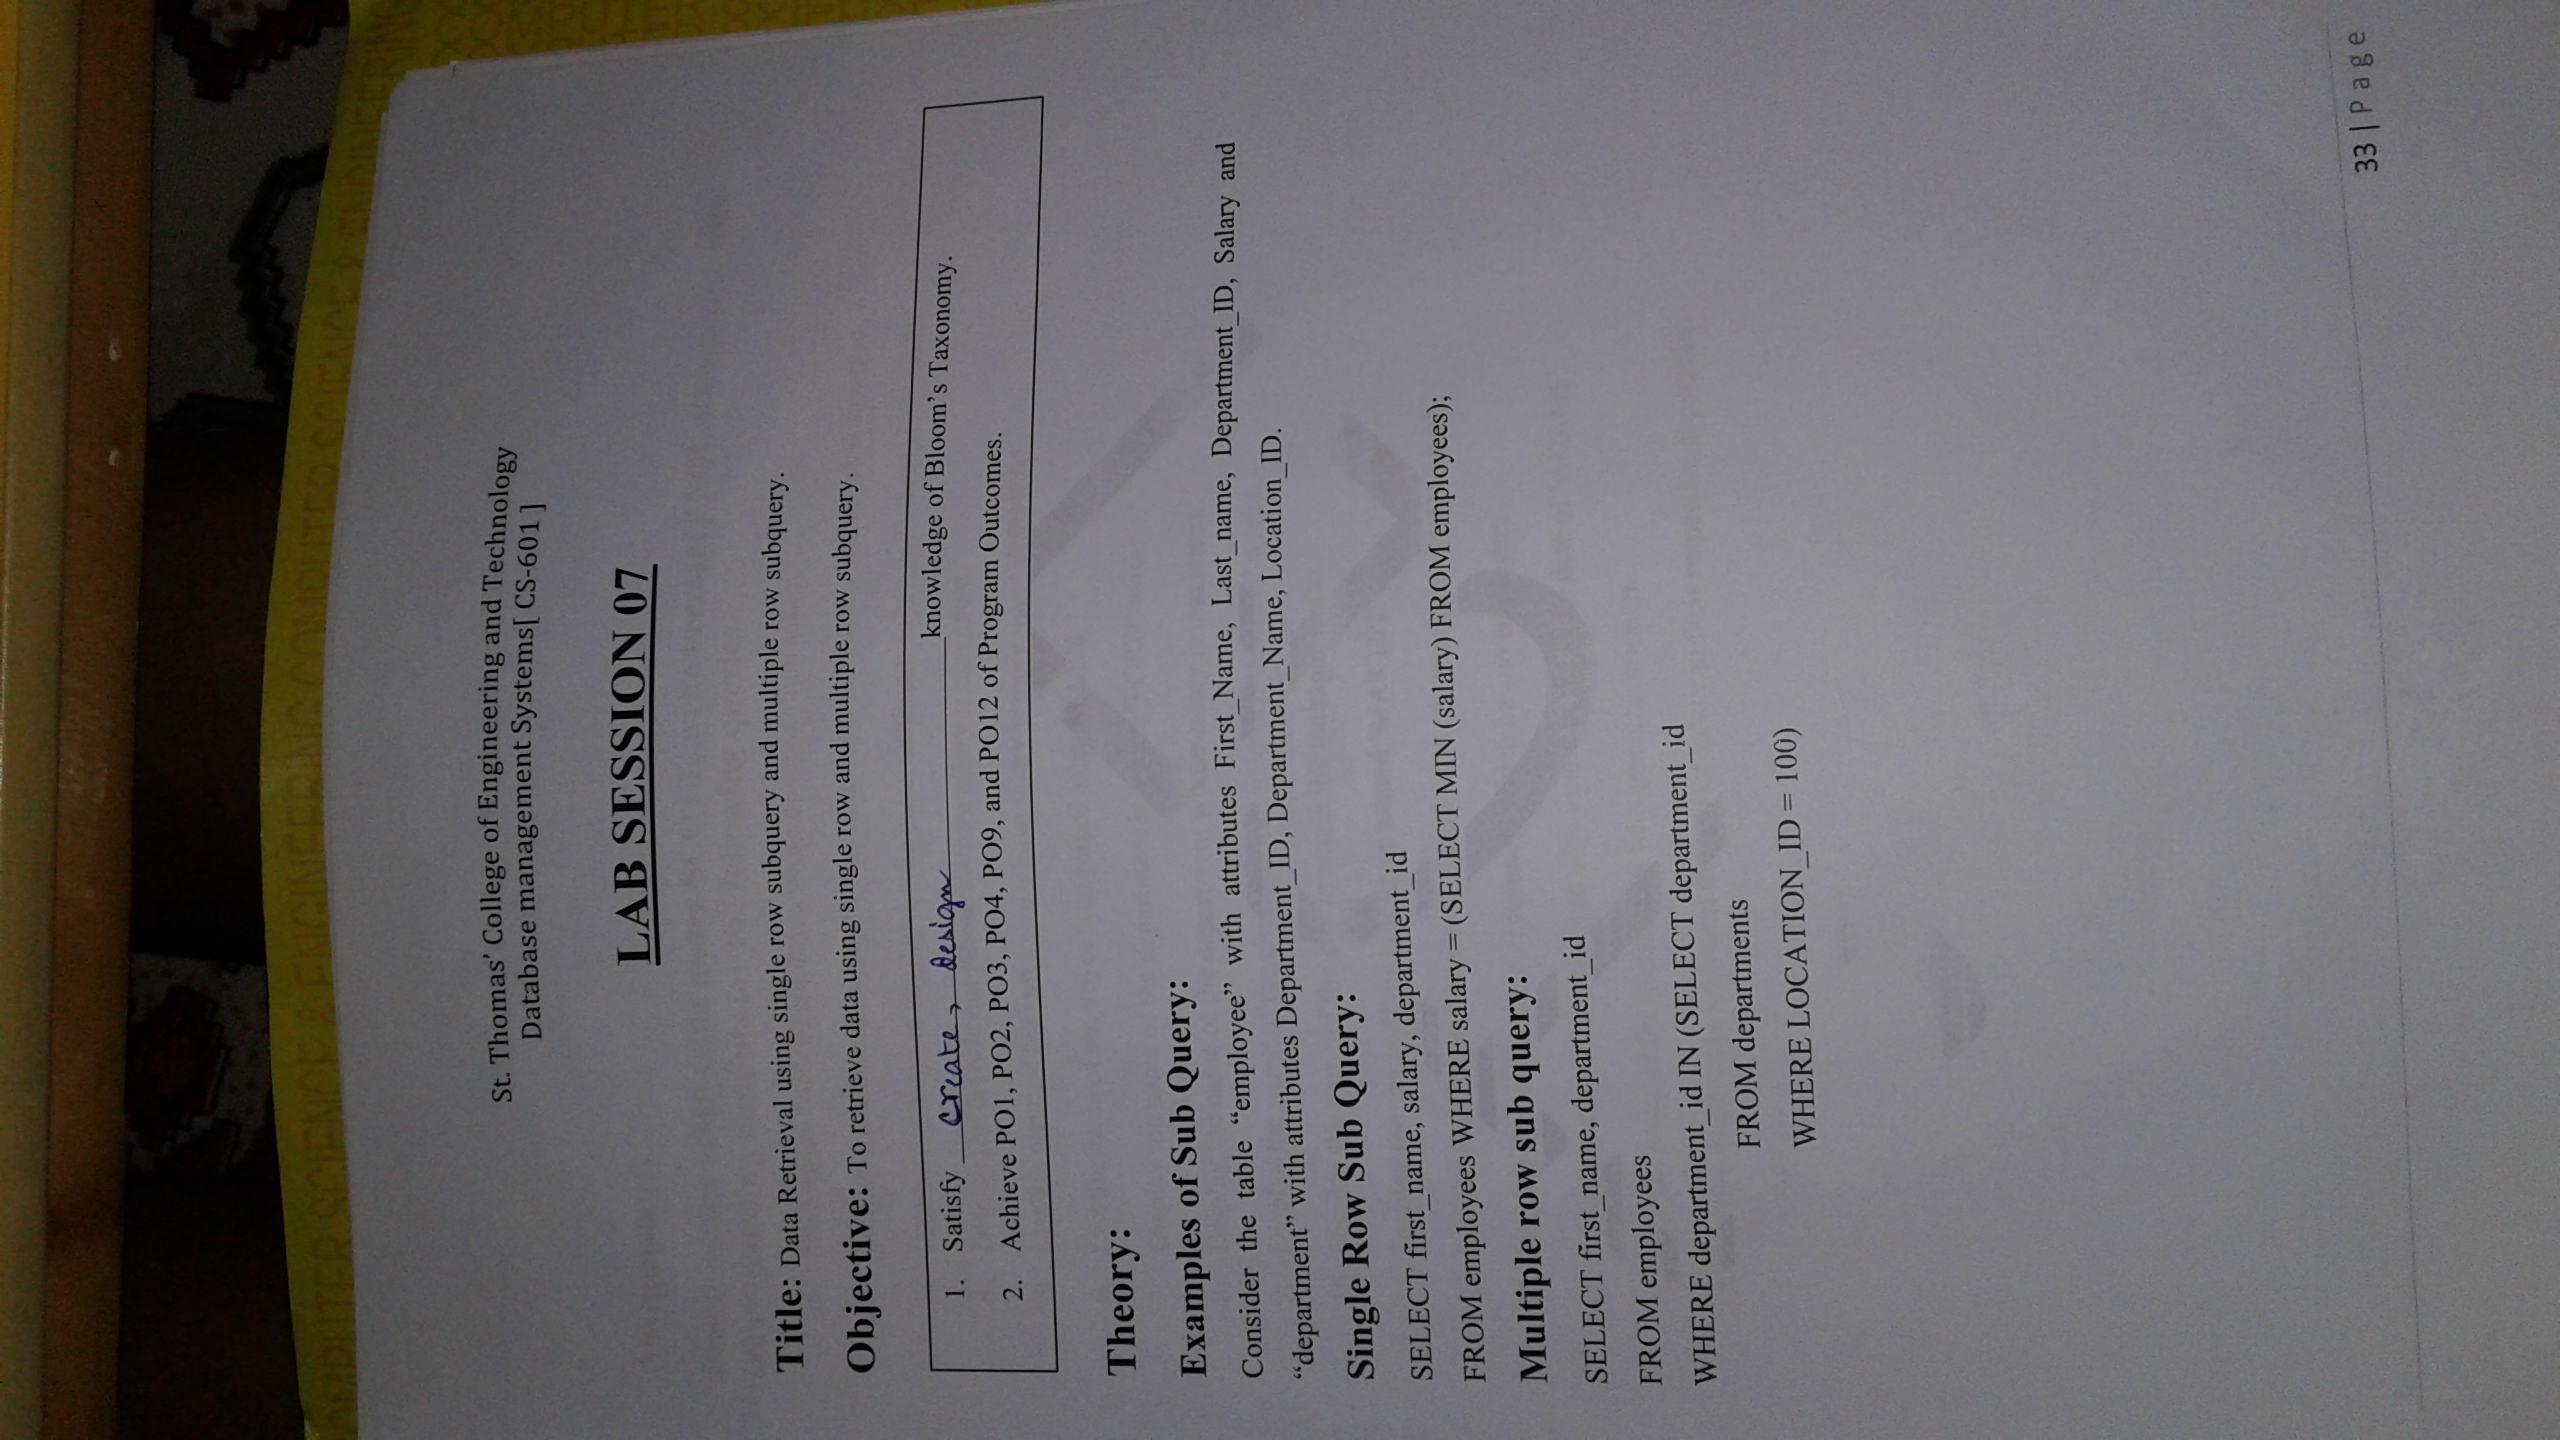 COMPUTER SCIENCE & ENGINEERING COMPUTER SCIENCE & ENGINEERING
St. Thomas' College of Engineering and Technology
Database management Systems[ CS-601 ]
LAB SESSION 07
Title: Data Retrieval using single row subquery and multiple row subquery.
Objective: To retrieve data using single row and multiple row subquery.
1. Satisfy create, design knowledge of Bloom's Taxonomy.
2. Achieve PO1, PO2, PO3, PO4, PO9, and PO12 of Program Outcomes.
Theory:
Examples of Sub Query:
Consider the table “employee” with attributes First_Name, Last_name, Department_ID, Salary and
“department” with attributes Department_ID, Department_Name, Location_ID.
Single Row Sub Query:
SELECT first_name, salary, department_id
FROM employees WHERE salary = (SELECT MIN (salary) FROM employees);
Multiple row sub query:
SELECT first_name, department_id
FROM employees
WHERE department_id IN (SELECT department_id
FROM departments
WHERE LOCATION_ID = 100)
33 | Page